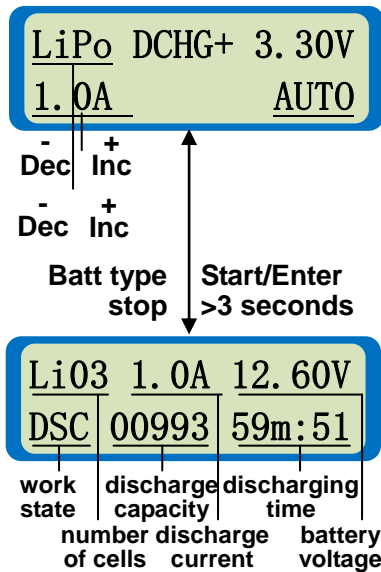 LiPo DCHG+ 3.30V
1.0A AUTO
- +
Dec Inc
- +
Dec Inc
Batt type Start/Enter
stop >3 seconds
Li03 1.0A 12.60V
DSC 00993 59m:51
work discharge discharging
state capacity time
number discharge battery
of cells current voltage